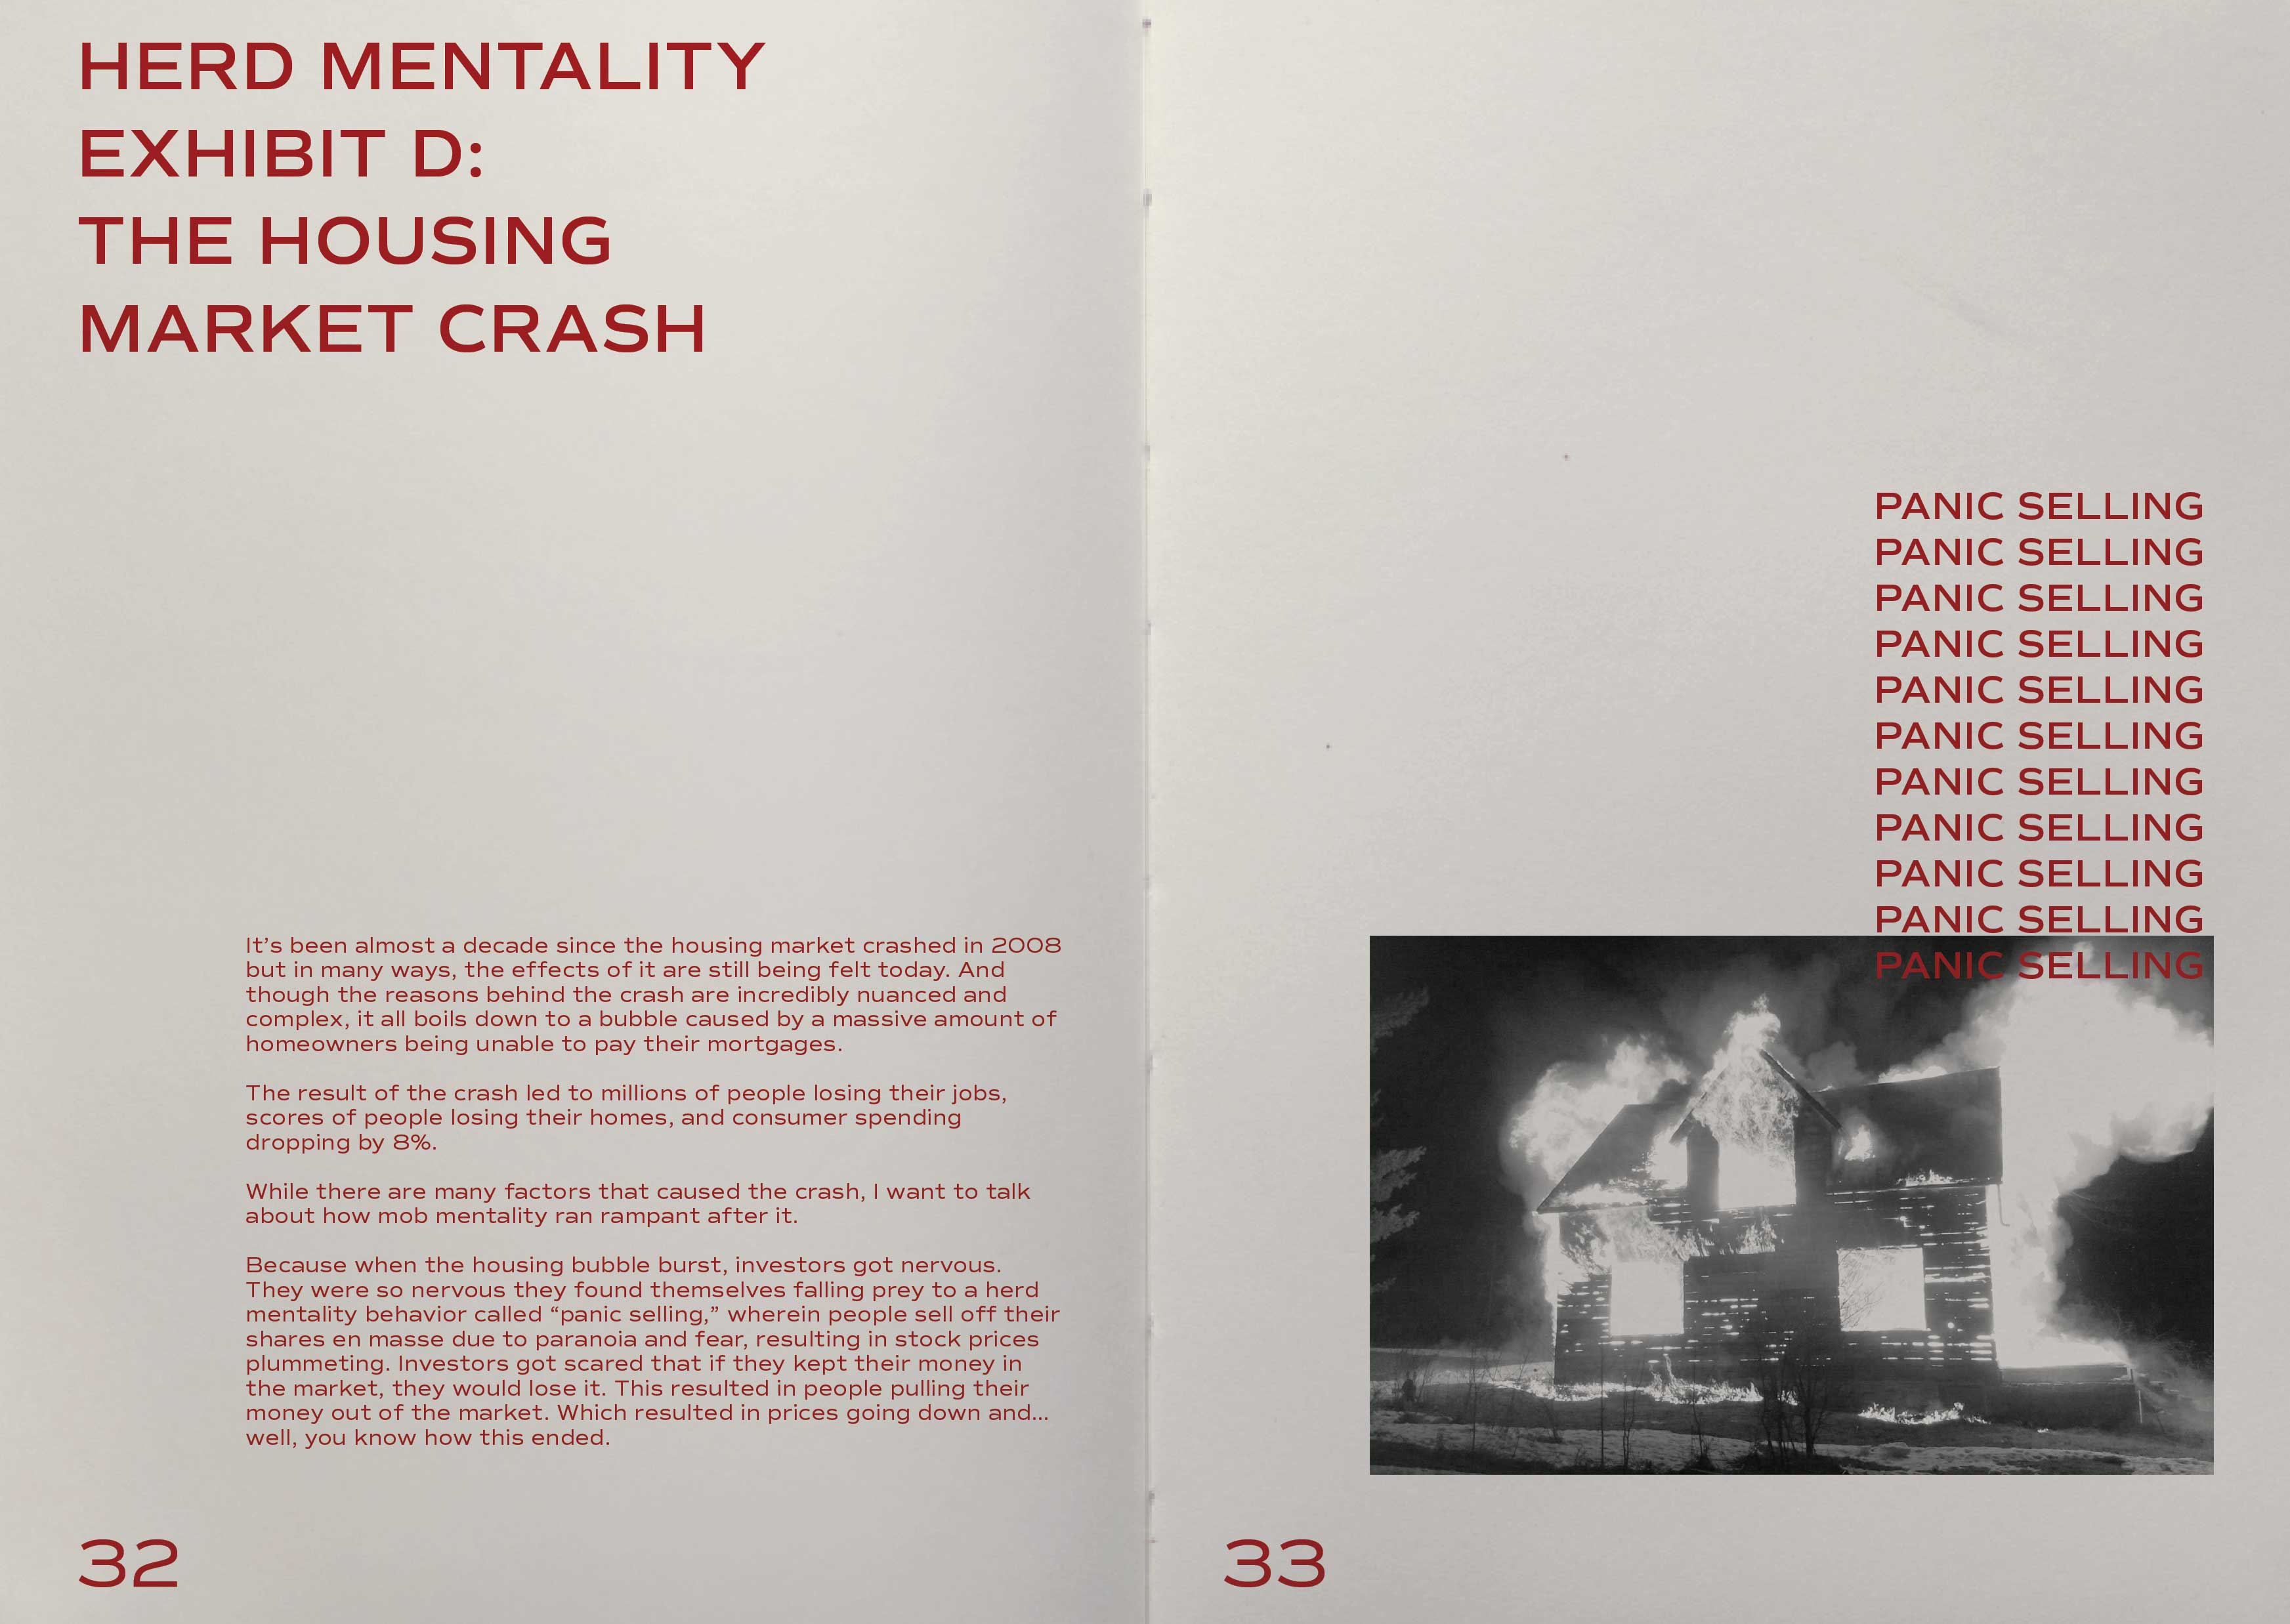 HERD MENTALITY
EXHIBIT D:
THE HOUSING
MARKET CRASH
It’s been almost a decade since the housing market crashed in 2008
but in many ways, the effects of it are still being felt today. And
though the reasons behind the crash are incredibly nuanced and
complex, it all boils down to a bubble caused by a massive amount of
homeowners being unable to pay their mortgages.
The result of the crash led to millions of people losing their jobs,
scores of people losing their homes, and consumer spending
dropping by 8%.
While there are many factors that caused the crash, I want to talk
about how mob mentality ran rampant after it.
Because when the housing bubble burst, investors got nervous.
They were so nervous they found themselves falling prey to a herd
mentality behavior called “panic selling,” wherein people sell off their
shares en masse due to paranoia and fear, resulting in stock prices
plummeting. Investors got scared that if they kept their money in
the market, they would lose it. This resulted in people pulling their
money out of the market. Which resulted in prices going down and...
well, you know how this ended.
32
PANIC SELLING
PANIC SELLING
PANIC SELLING
PANIC SELLING
PANIC SELLING
PANIC SELLING
PANIC SELLING
PANIC SELLING
PANIC SELLING
PANIC SELLING
PANIC SELLING
33